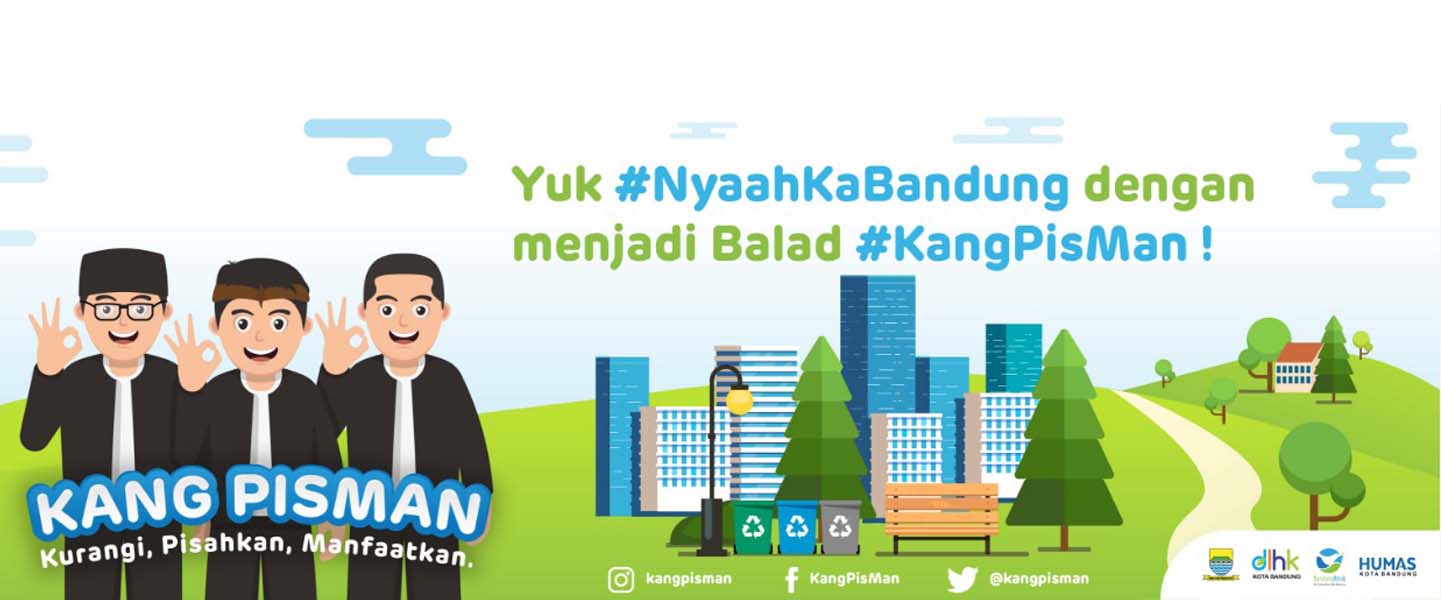 Yuk #NyaahKaBandung dengan
menjadi Balad #KangPisMan !
KANG PISMAN
Kurangi, Pisahkan, Manfaatkan.
kangpisman
KangPisMan
@kangpisman
dlhk
KOTA BANDUNG
HUMAS
KOTA BANDUNG